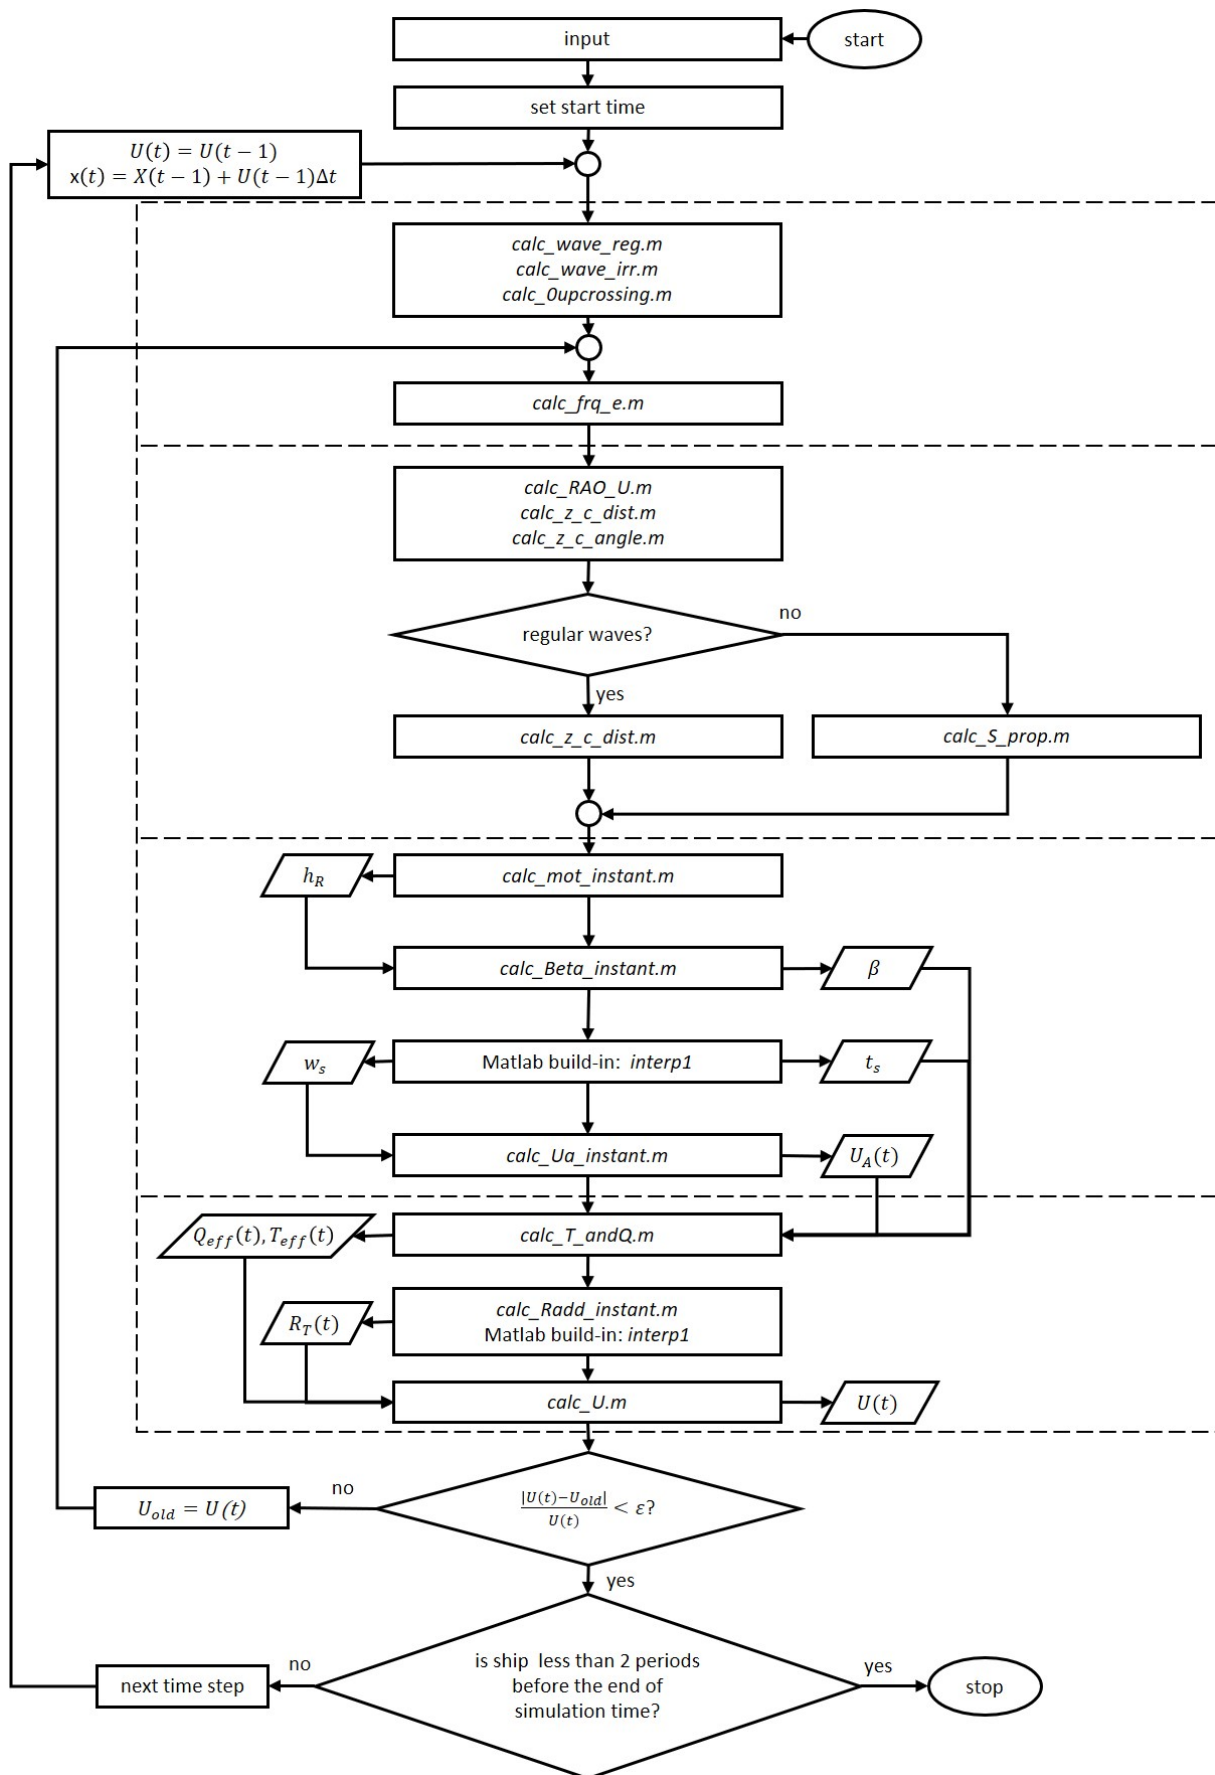 input
start
set start time
U(t) = U(t − 1)
x(t) = X(t − 1) + U(t − 1)Δt
calc_wave_reg.m
calc_wave_irr.m
calc_0upcrossing.m
calc_frq_e.m
calc_RAO_U.m
calc_z_c_dist.m
calc_z_c_angle.m
regular waves?
no
yes
calc_z_c_dist.m
calc_S_prop.m
h_R
calc_mot_instant.m
calc_Beta_instant.m
β
w_s
Matlab build-in: interp1
t_s
calc_Ua_instant.m
U_A(t)
Q_eff(t), T_eff(t)
calc_T_andQ.m
calc_Radd_instant.m
Matlab build-in: interp1
R_T(t)
calc_U.m
U(t)
no
U_old = U(t)
|U(t)−U_old|
U(t)
< ε?
yes
next time step
no
is ship less than 2 periods
before the end of
simulation time?
yes
stop